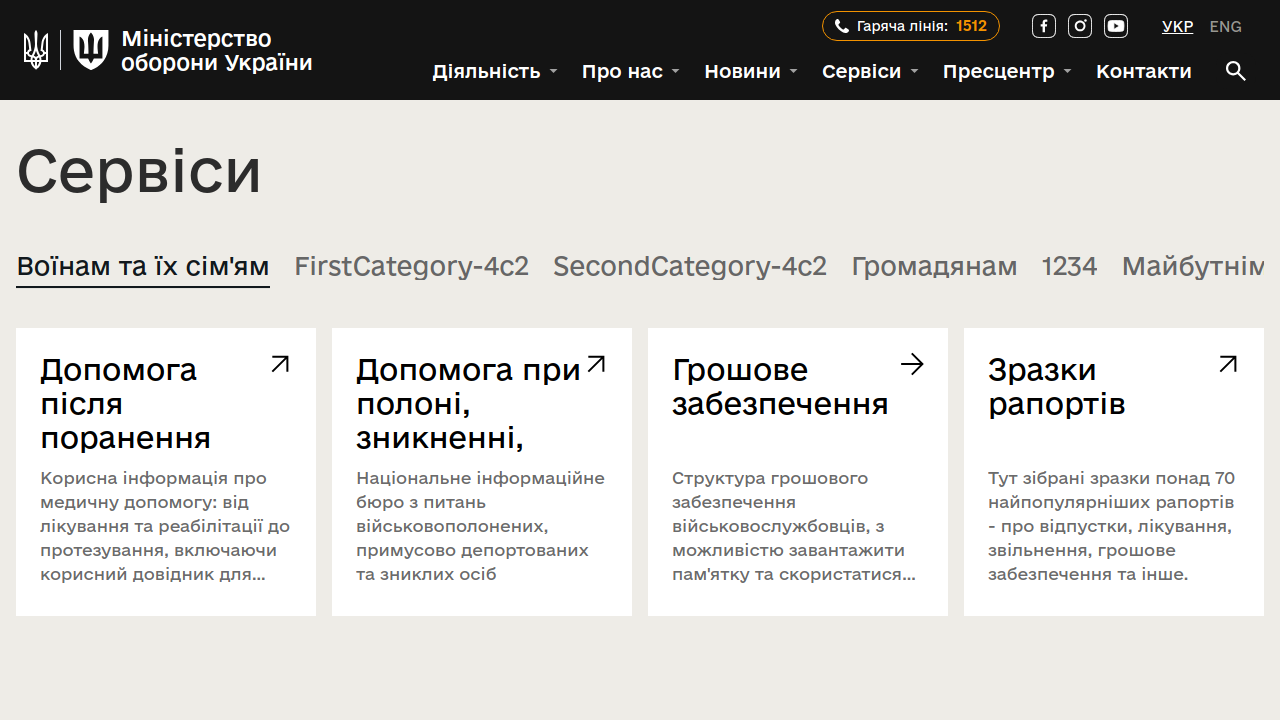 Міністерство
оборони України
Гаряча лінія: 1512
УКР ENG
Діяльність Про нас Новини Сервіси Пресцентр Контакти
Сервіси
Воїнам та їх сім'ям FirstCategory-4c2 SecondCategory-4c2 Громадянам 1234 Майбутнім
Допомога
після
поранення
Корисна інформація про
медичну допомогу: від
лікування та реабілітації до
протезування, включаючи
корисний довідник для...
Допомога при
полоні,
зникненні,
Національне інформаційне
бюро з питань
військовополонених,
примусово депортованих
та зниклих осіб
Грошове
забезпечення
Структура грошового
забезпечення
військовослужбовців, з
можливістю завантажити
пам'ятку та скористатися...
Зразки
рапортів
Тут зібрані зразки понад 70
найпопулярніших рапортів
- про відпустки, лікування,
звільнення, грошове
забезпечення та інше.